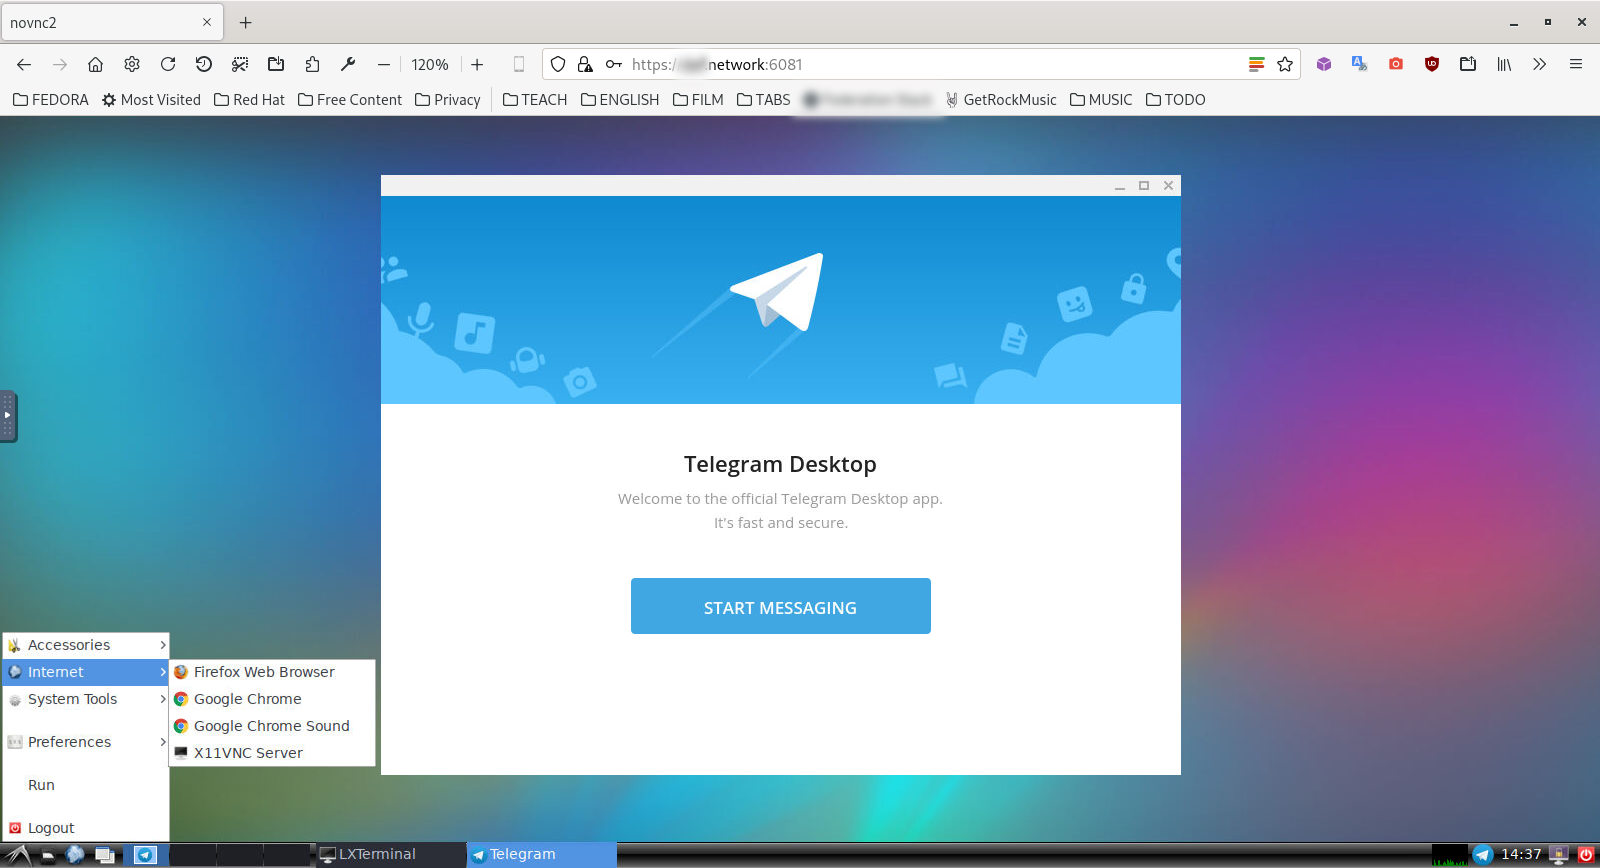 novnc2
120%
https:/
network:6081
FEDORA Most Visited Red Hat Free Content Privacy TEACH ENGLISH FILM TABS GetRockMusic MUSIC TODO
Telegram Desktop
Welcome to the official Telegram Desktop app.
It's fast and secure.
START MESSAGING
Accessories
Internet
System Tools
Preferences
Run
Logout
Firefox Web Browser
Google Chrome
Google Chrome Sound
X11VNC Server
LXTerminal
Telegram
14:37